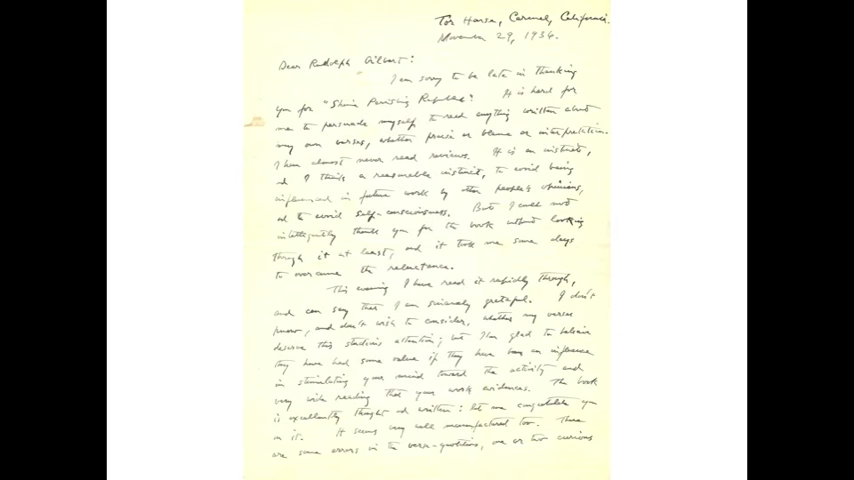 Tor House, Carmel, California.
November 29, 1936.
Dear Rudolph Gilbert:
I am sorry to be late in thanking
you for "Shine Perishing Republic". It is hard for
me to persuade myself to read anything written about
my own verses, whether praise or blame or interpretation.
I have almost never read reviews. It is an instinct,
and I think a reasonable instinct, to avoid being
influenced in future work by other people's opinions,
and to avoid self-consciousness. But I could not
intelligently thank you for the book without looking
through it at least, and it took me some days
to overcome the reluctance.
This evening I have read it rapidly through,
and can say that I am sincerely grateful. I don't
know, and don't wish to consider, whether my verses
deserve this studious attention; but I am glad to believe
they have had some value if they have been an influence
in stimulating your mind toward the activity and
very wide reading that your work evidences. The book
is excellently thought and written: let me congratulate you
on it. It seems very well manufactured too. There
are some errors in the verse-quotations, one or two curious